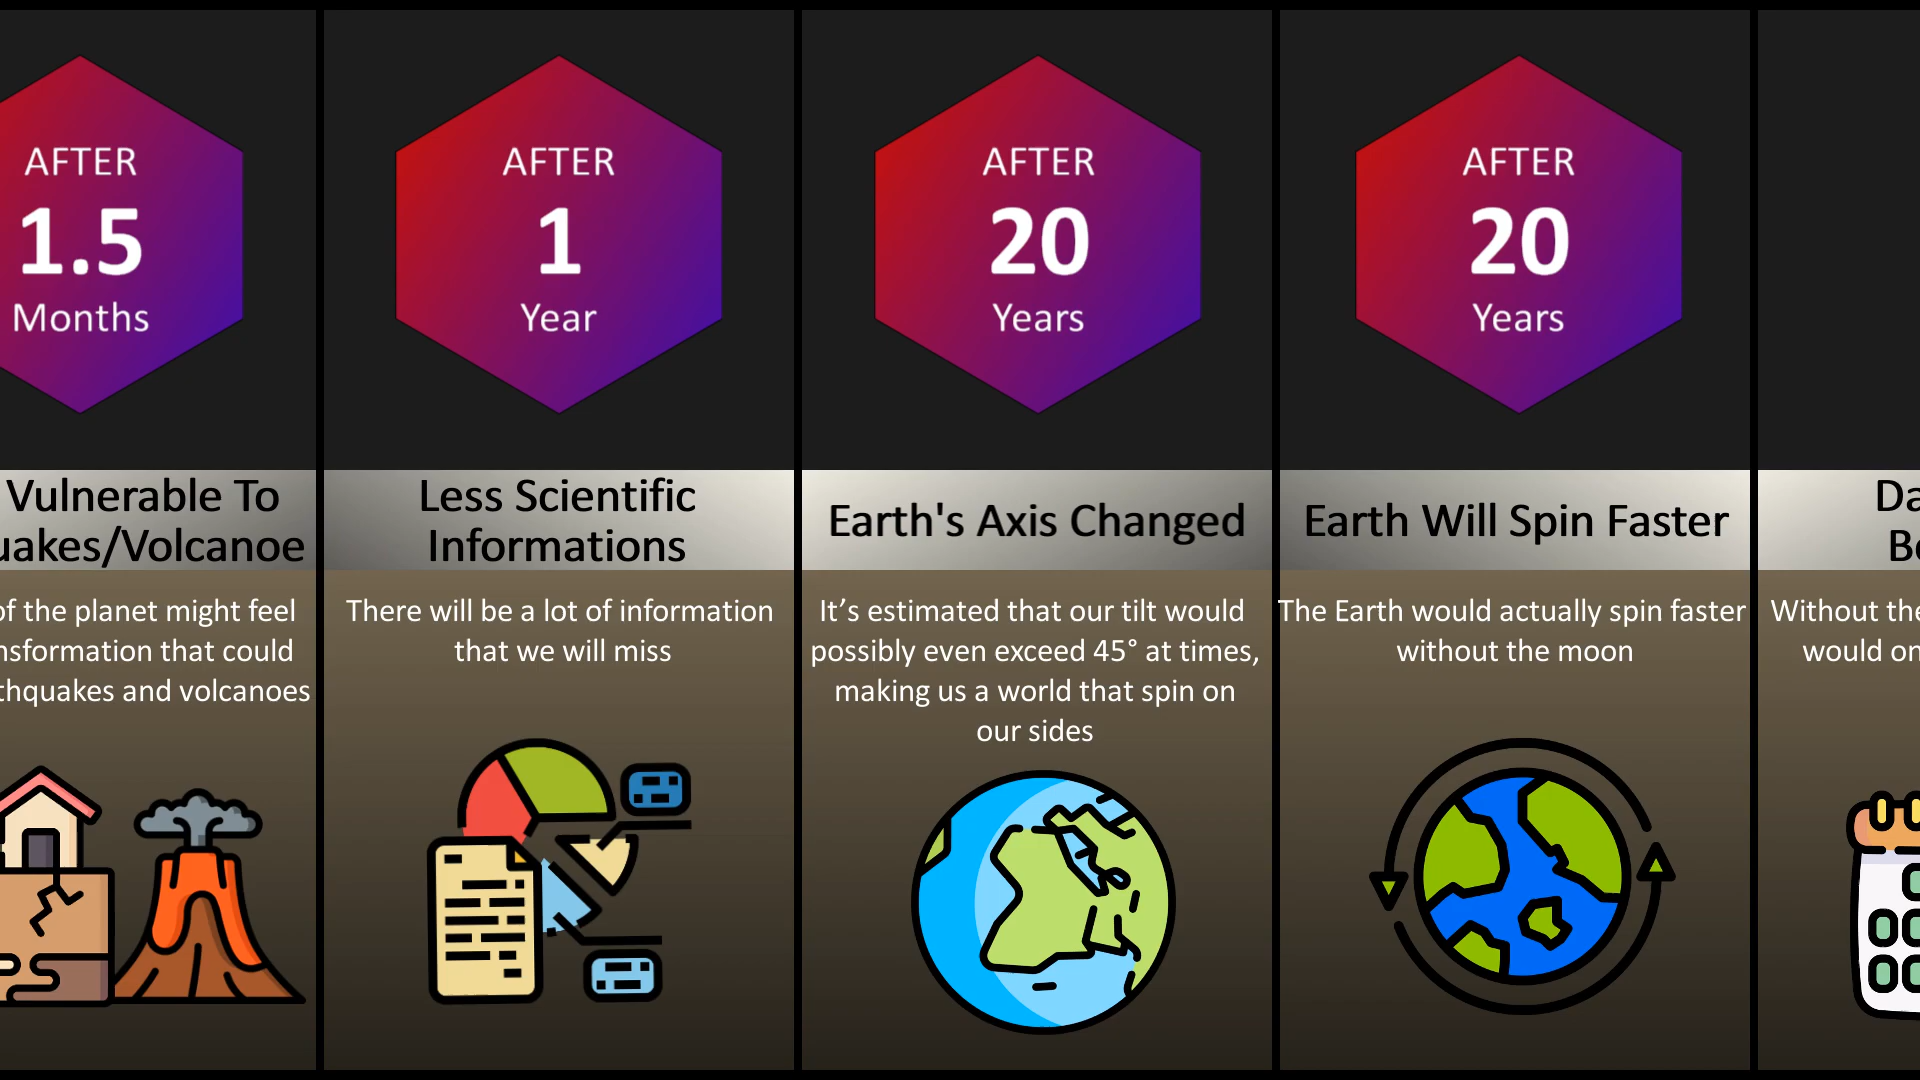 AFTER
1.5
Months
Vulnerable To
uakes/Volcanoe
of the planet might feel
nsformation that could
thquakes and volcanoes
AFTER
1
Year
Less Scientific
Informations
There will be a lot of information
that we will miss
AFTER
20
Years
Earth's Axis Changed
It’s estimated that our tilt would
possibly even exceed 45° at times,
making us a world that spin on
our sides
AFTER
20
Years
Earth Will Spin Faster
The Earth would actually spin faster
without the moon
Da
Be
Without the
would on